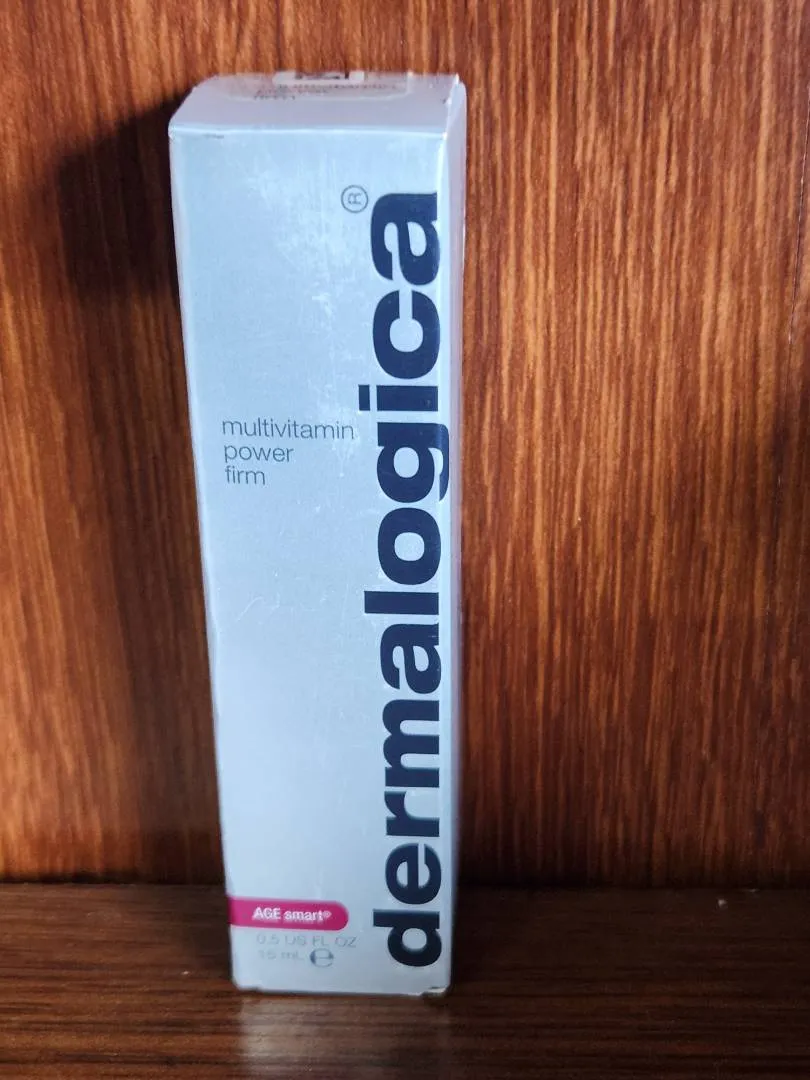 dermalogica®
multivitamin
power
firm
AGE smart®
0.5 US FL OZ
15 mL e